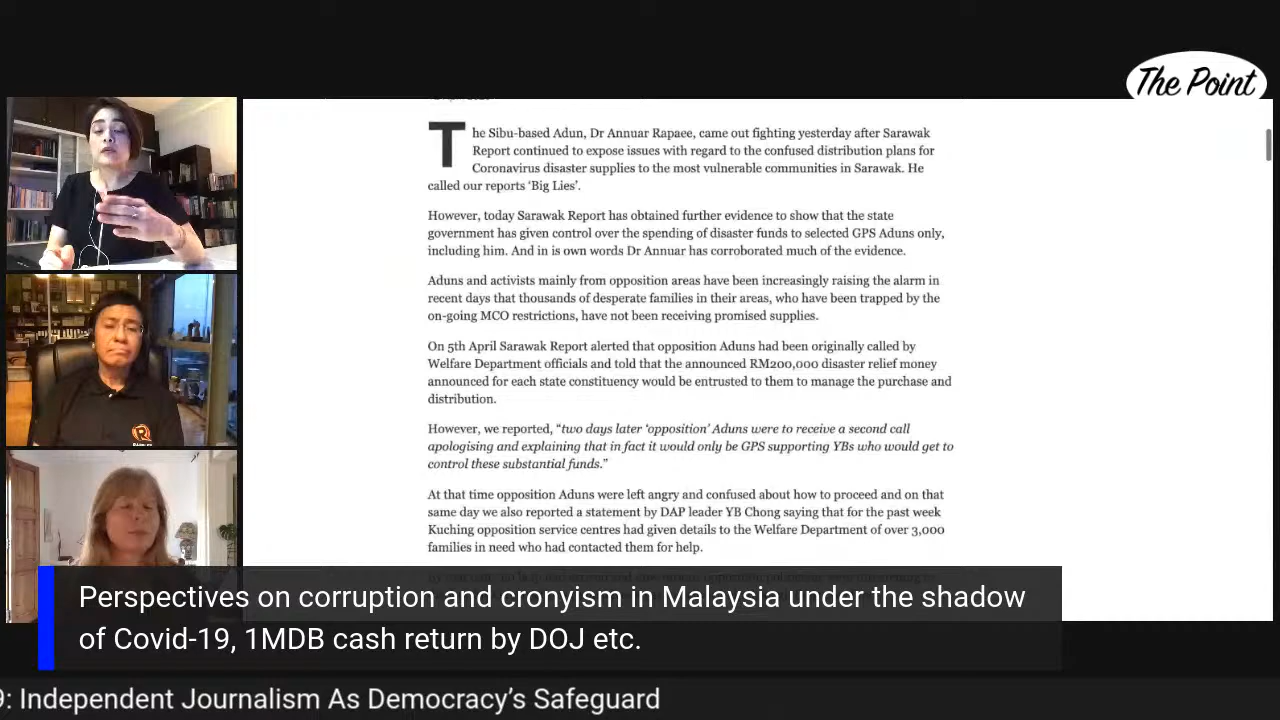 The Point
The Sibu-based Adun, Dr Annuar Rapaee, came out fighting yesterday after Sarawak
Report continued to expose issues with regard to the confused distribution plans for
Coronavirus disaster supplies to the most vulnerable communities in Sarawak. He
called our reports ‘Big Lies’.
However, today Sarawak Report has obtained further evidence to show that the state
government has given control over the spending of disaster funds to selected GPS Aduns only,
including him. And in is own words Dr Annuar has corroborated much of the evidence.
Aduns and activists mainly from opposition areas have been increasingly raising the alarm in
recent days that thousands of desperate families in their areas, who have been trapped by the
on-going MCO restrictions, have not been receiving promised supplies.
On 5th April Sarawak Report alerted that opposition Aduns had been originally called by
Welfare Department officials and told that the announced RM200,000 disaster relief money
announced for each state constituency would be entrusted to them to manage the purchase and
distribution.
However, we reported, “two days later ‘opposition’ Aduns were to receive a second call
apologising and explaining that in fact it would only be GPS supporting YBs who would get to
control these substantial funds.”
At that time opposition Aduns were left angry and confused about how to proceed and on that
same day we also reported a statement by DAP leader YB Chong saying that for the past week
Kuching opposition service centres had given details to the Welfare Department of over 3,000
families in need who had contacted them for help.
Perspectives on corruption and cronyism in Malaysia under the shadow
of Covid-19, 1MDB cash return by DOJ etc.
9: Independent Journalism As Democracy’s Safeguard